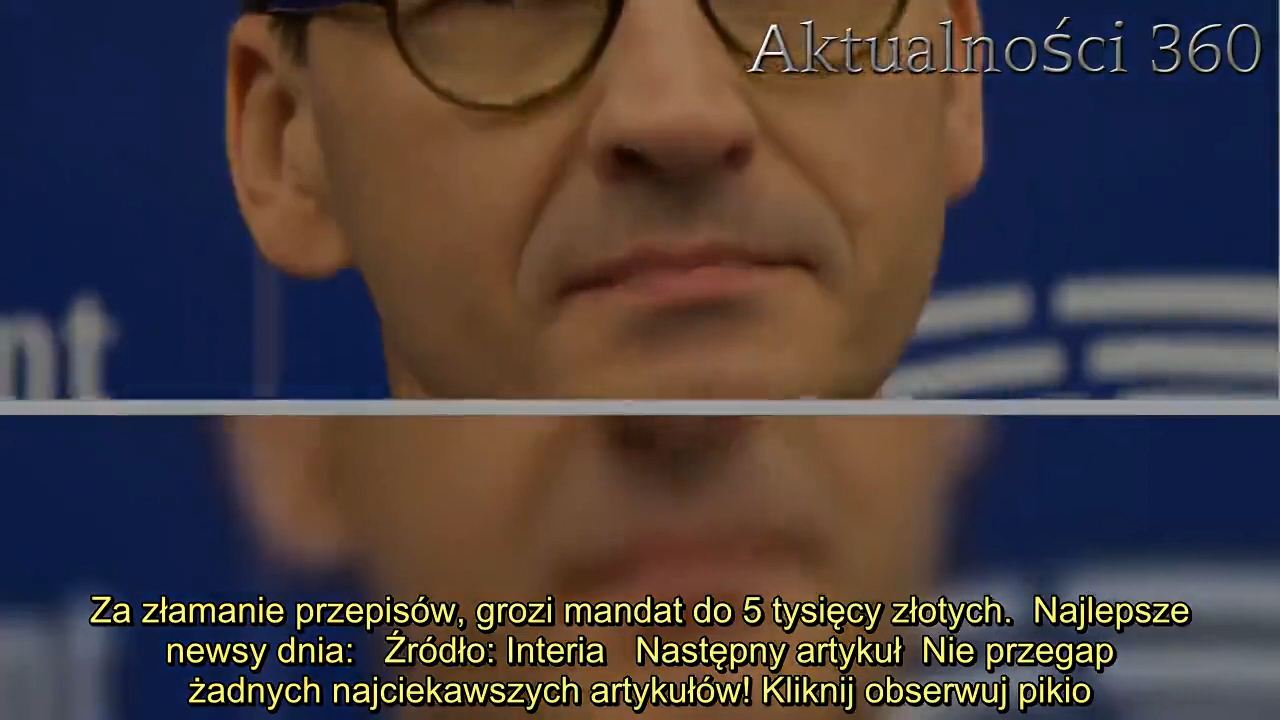 Aktualności 360
nt
Za złamanie przepisów, grozi mandat do 5 tysięcy złotych.  Najlepsze
newsy dnia:   Źródło: Interia   Następny artykuł  Nie przegap
żadnych najciekawszych artykułów! Kliknij obserwuj pikio